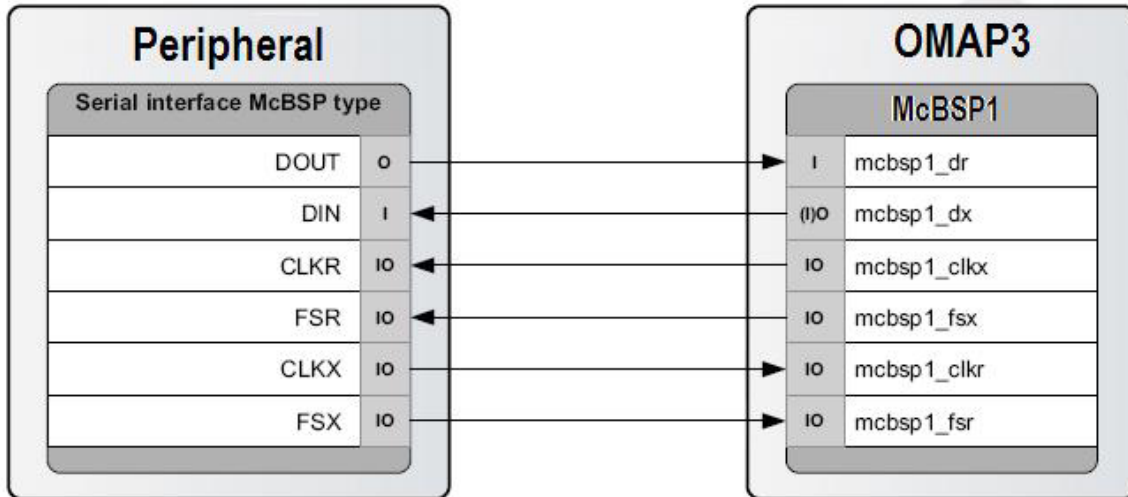 Peripheral
OMAP3
Serial interface McBSP type
McBSP1
DOUT O I mcbsp1_dr
DIN I (I)O mcbsp1_dx
CLKR IO IO mcbsp1_clkx
FSR IO IO mcbsp1_fsx
CLKX IO IO mcbsp1_clkr
FSX IO IO mcbsp1_fsr